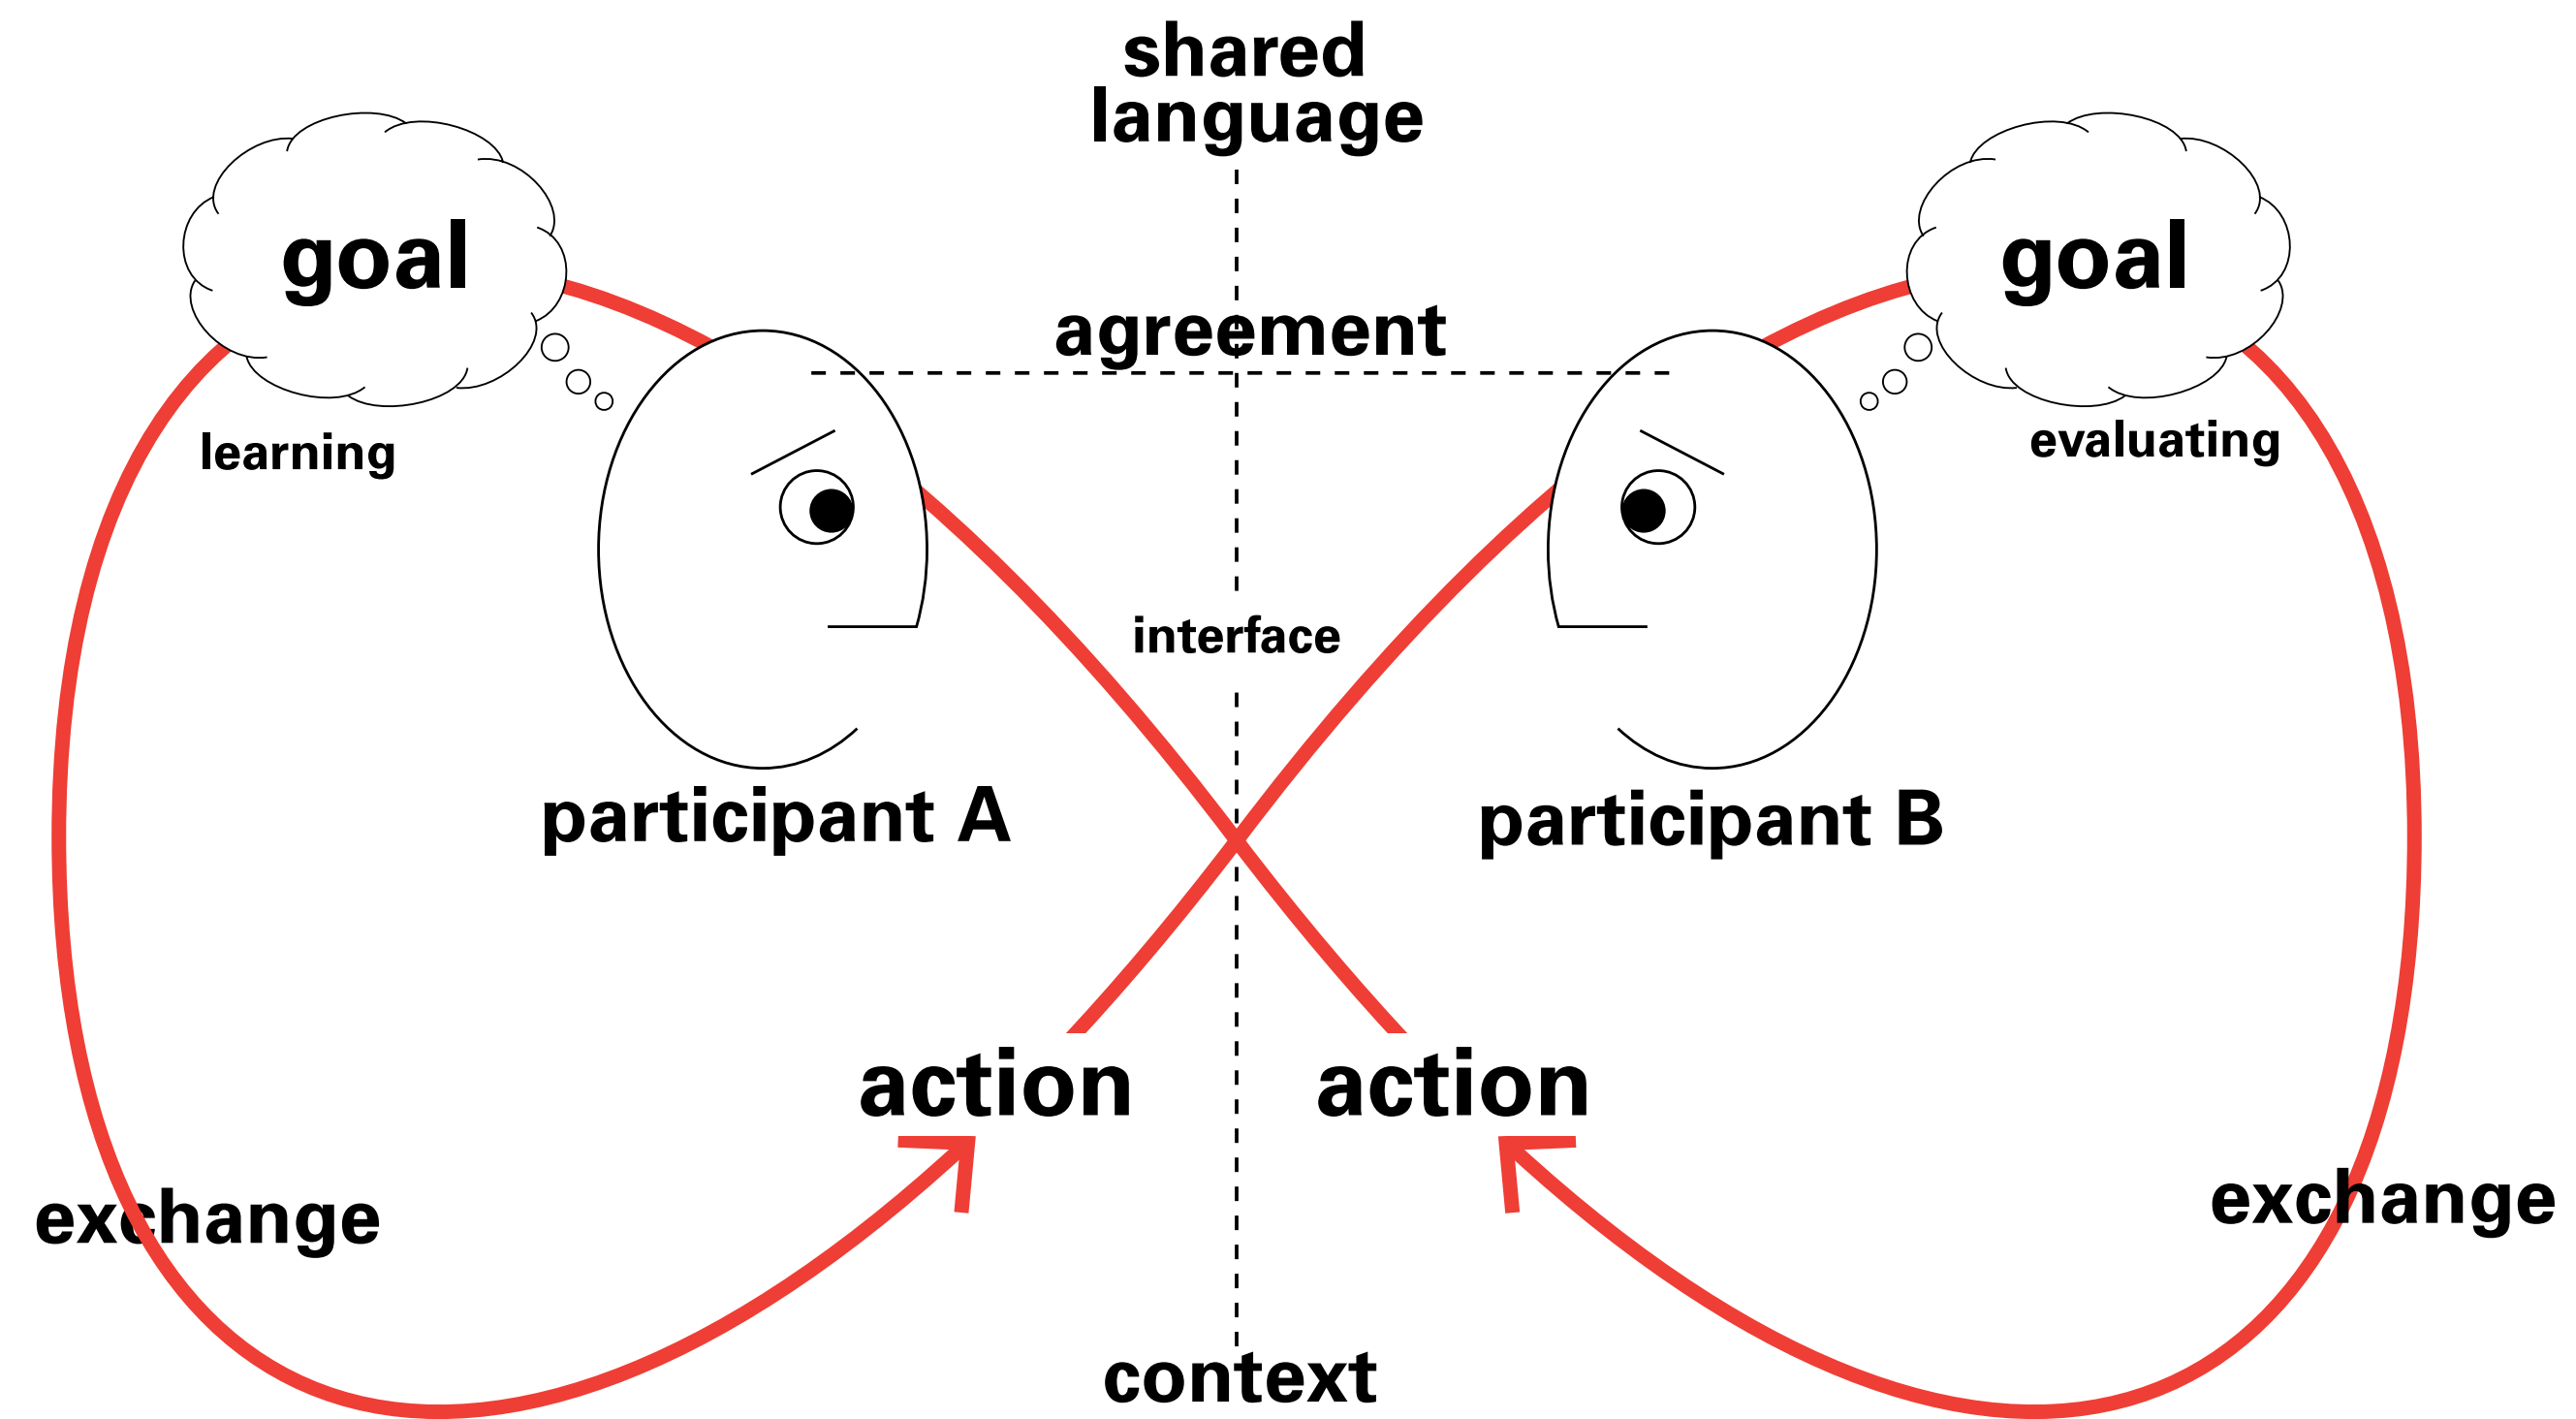 shared
language
goal
goal
agreement
learning
evaluating
interface
participant A
participant B
action
action
exchange
exchange
context